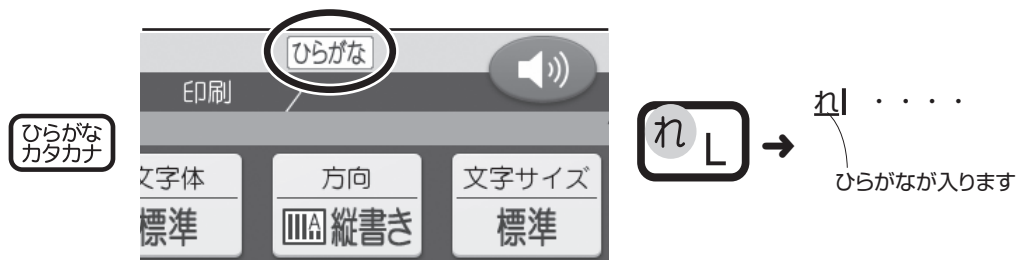 ひらがな
カタカナ
ひらがな
印刷
文字体
標準
方向
縦書き
文字サイズ
標準
れ L
➜
れ ・・・・
ひらがなが入ります